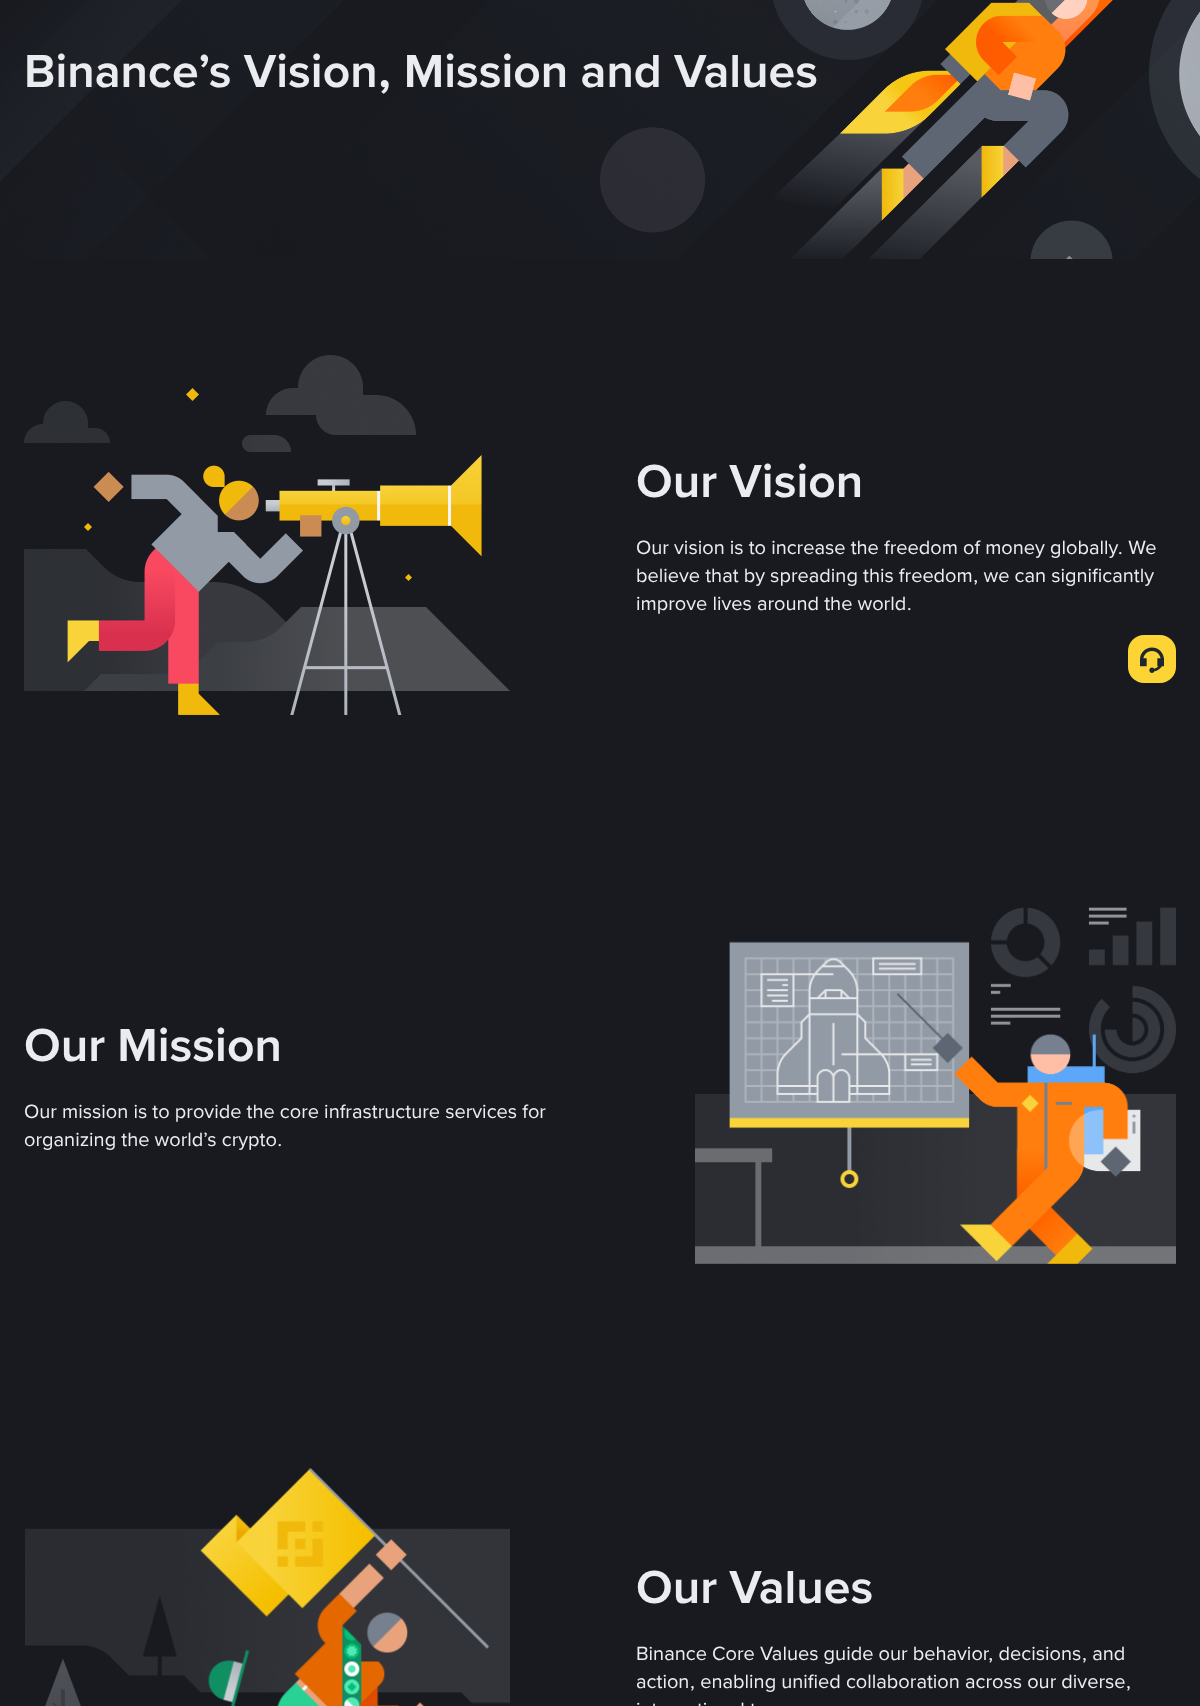 Binance’s Vision, Mission and Values
Our Vision
Our vision is to increase the freedom of money globally. We
believe that by spreading this freedom, we can significantly
improve lives around the world.
Our Mission
Our mission is to provide the core infrastructure services for
organizing the world’s crypto.
Our Values
Binance Core Values guide our behavior, decisions, and
action, enabling unified collaboration across our diverse,